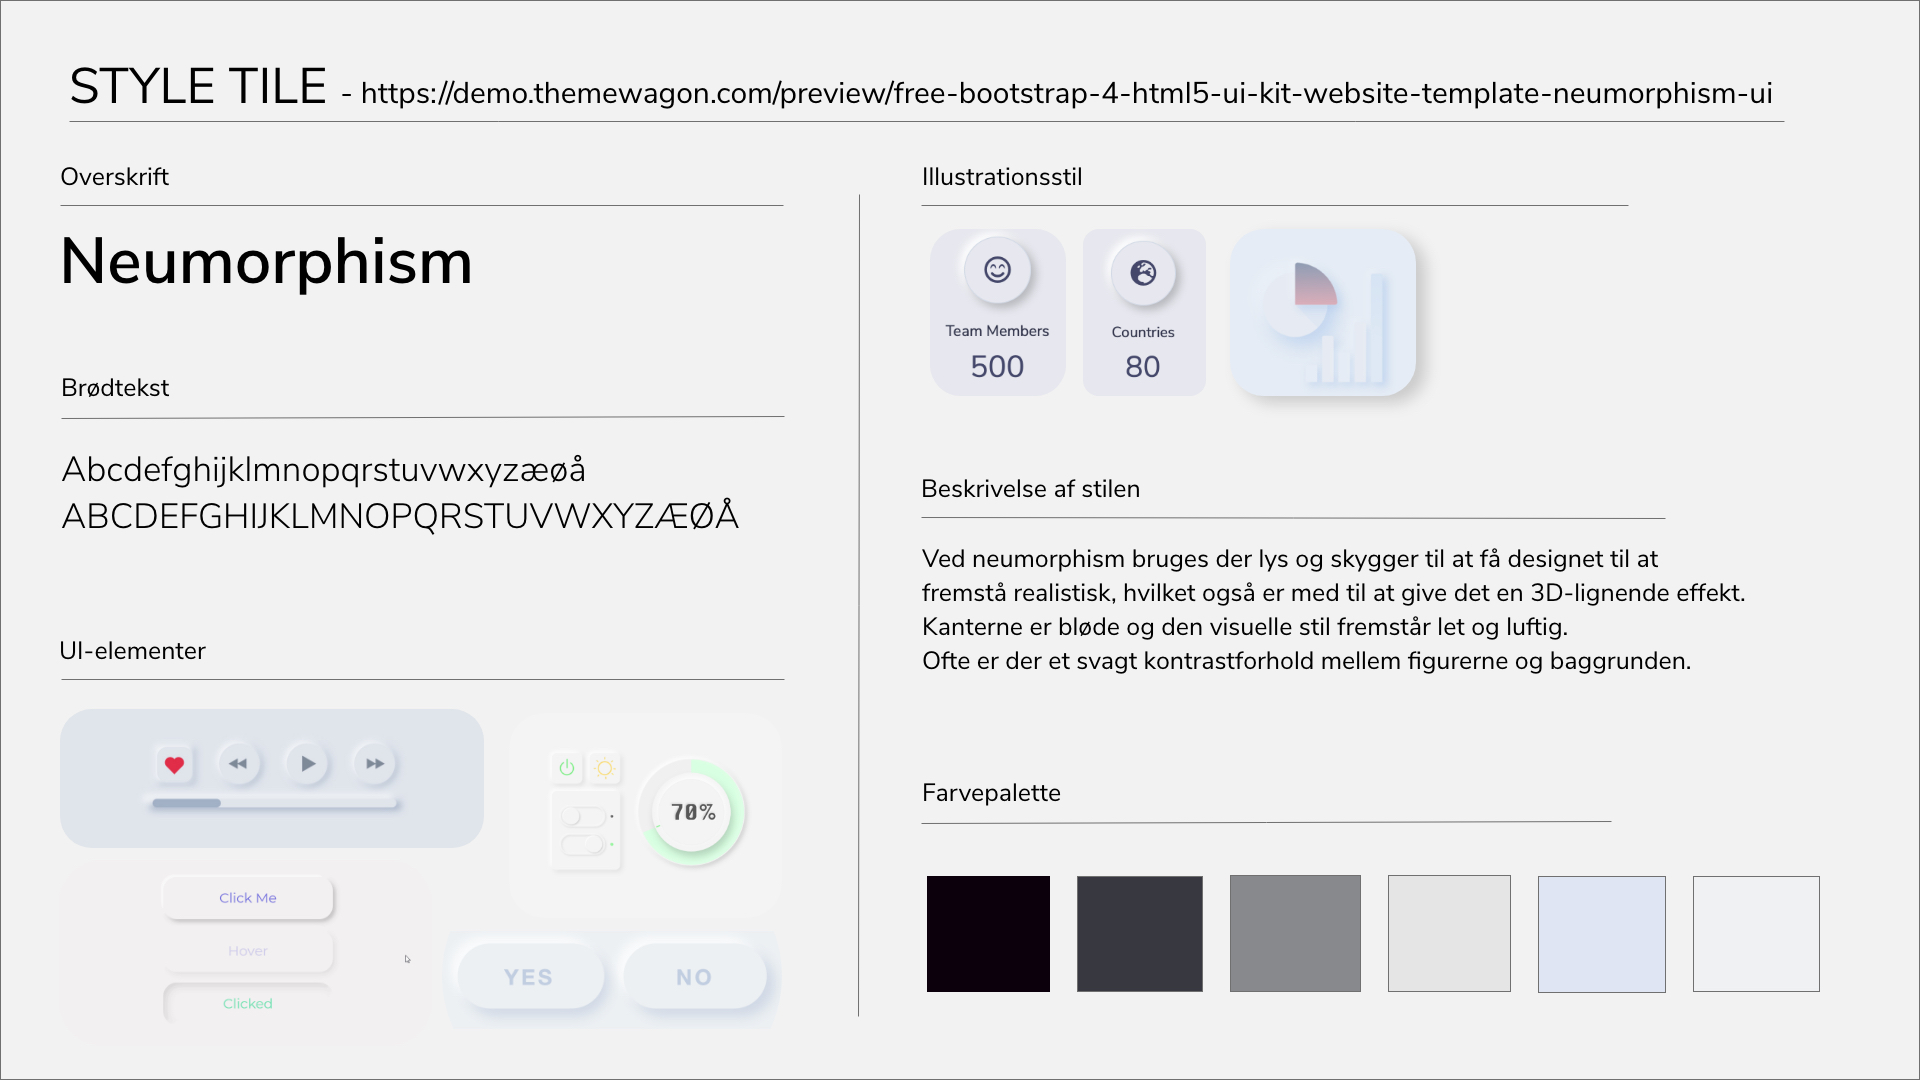 STYLE TILE - https://demo.themewagon.com/preview/free-bootstrap-4-html5-ui-kit-website-template-neumorphism-ui
Overskrift
Neumorphism
Brødtekst
Abcdefghijklmnopqrstuvwxyzæøå
ABCDEFGHIJKLMNOPQRSTUVWXYZÆØÅ
UI-elementer
70%
Click Me
Hover
Clicked
YES
NO
Illustrationsstil
Team Members
500
Countries
80
Beskrivelse af stilen
Ved neumorphism bruges der lys og skygger til at få designet til at
fremstå realistisk, hvilket også er med til at give det en 3D-lignende effekt.
Kanterne er bløde og den visuelle stil fremstår let og luftig.
Ofte er der et svagt kontrastforhold mellem figurerne og baggrunden.
Farvepalette